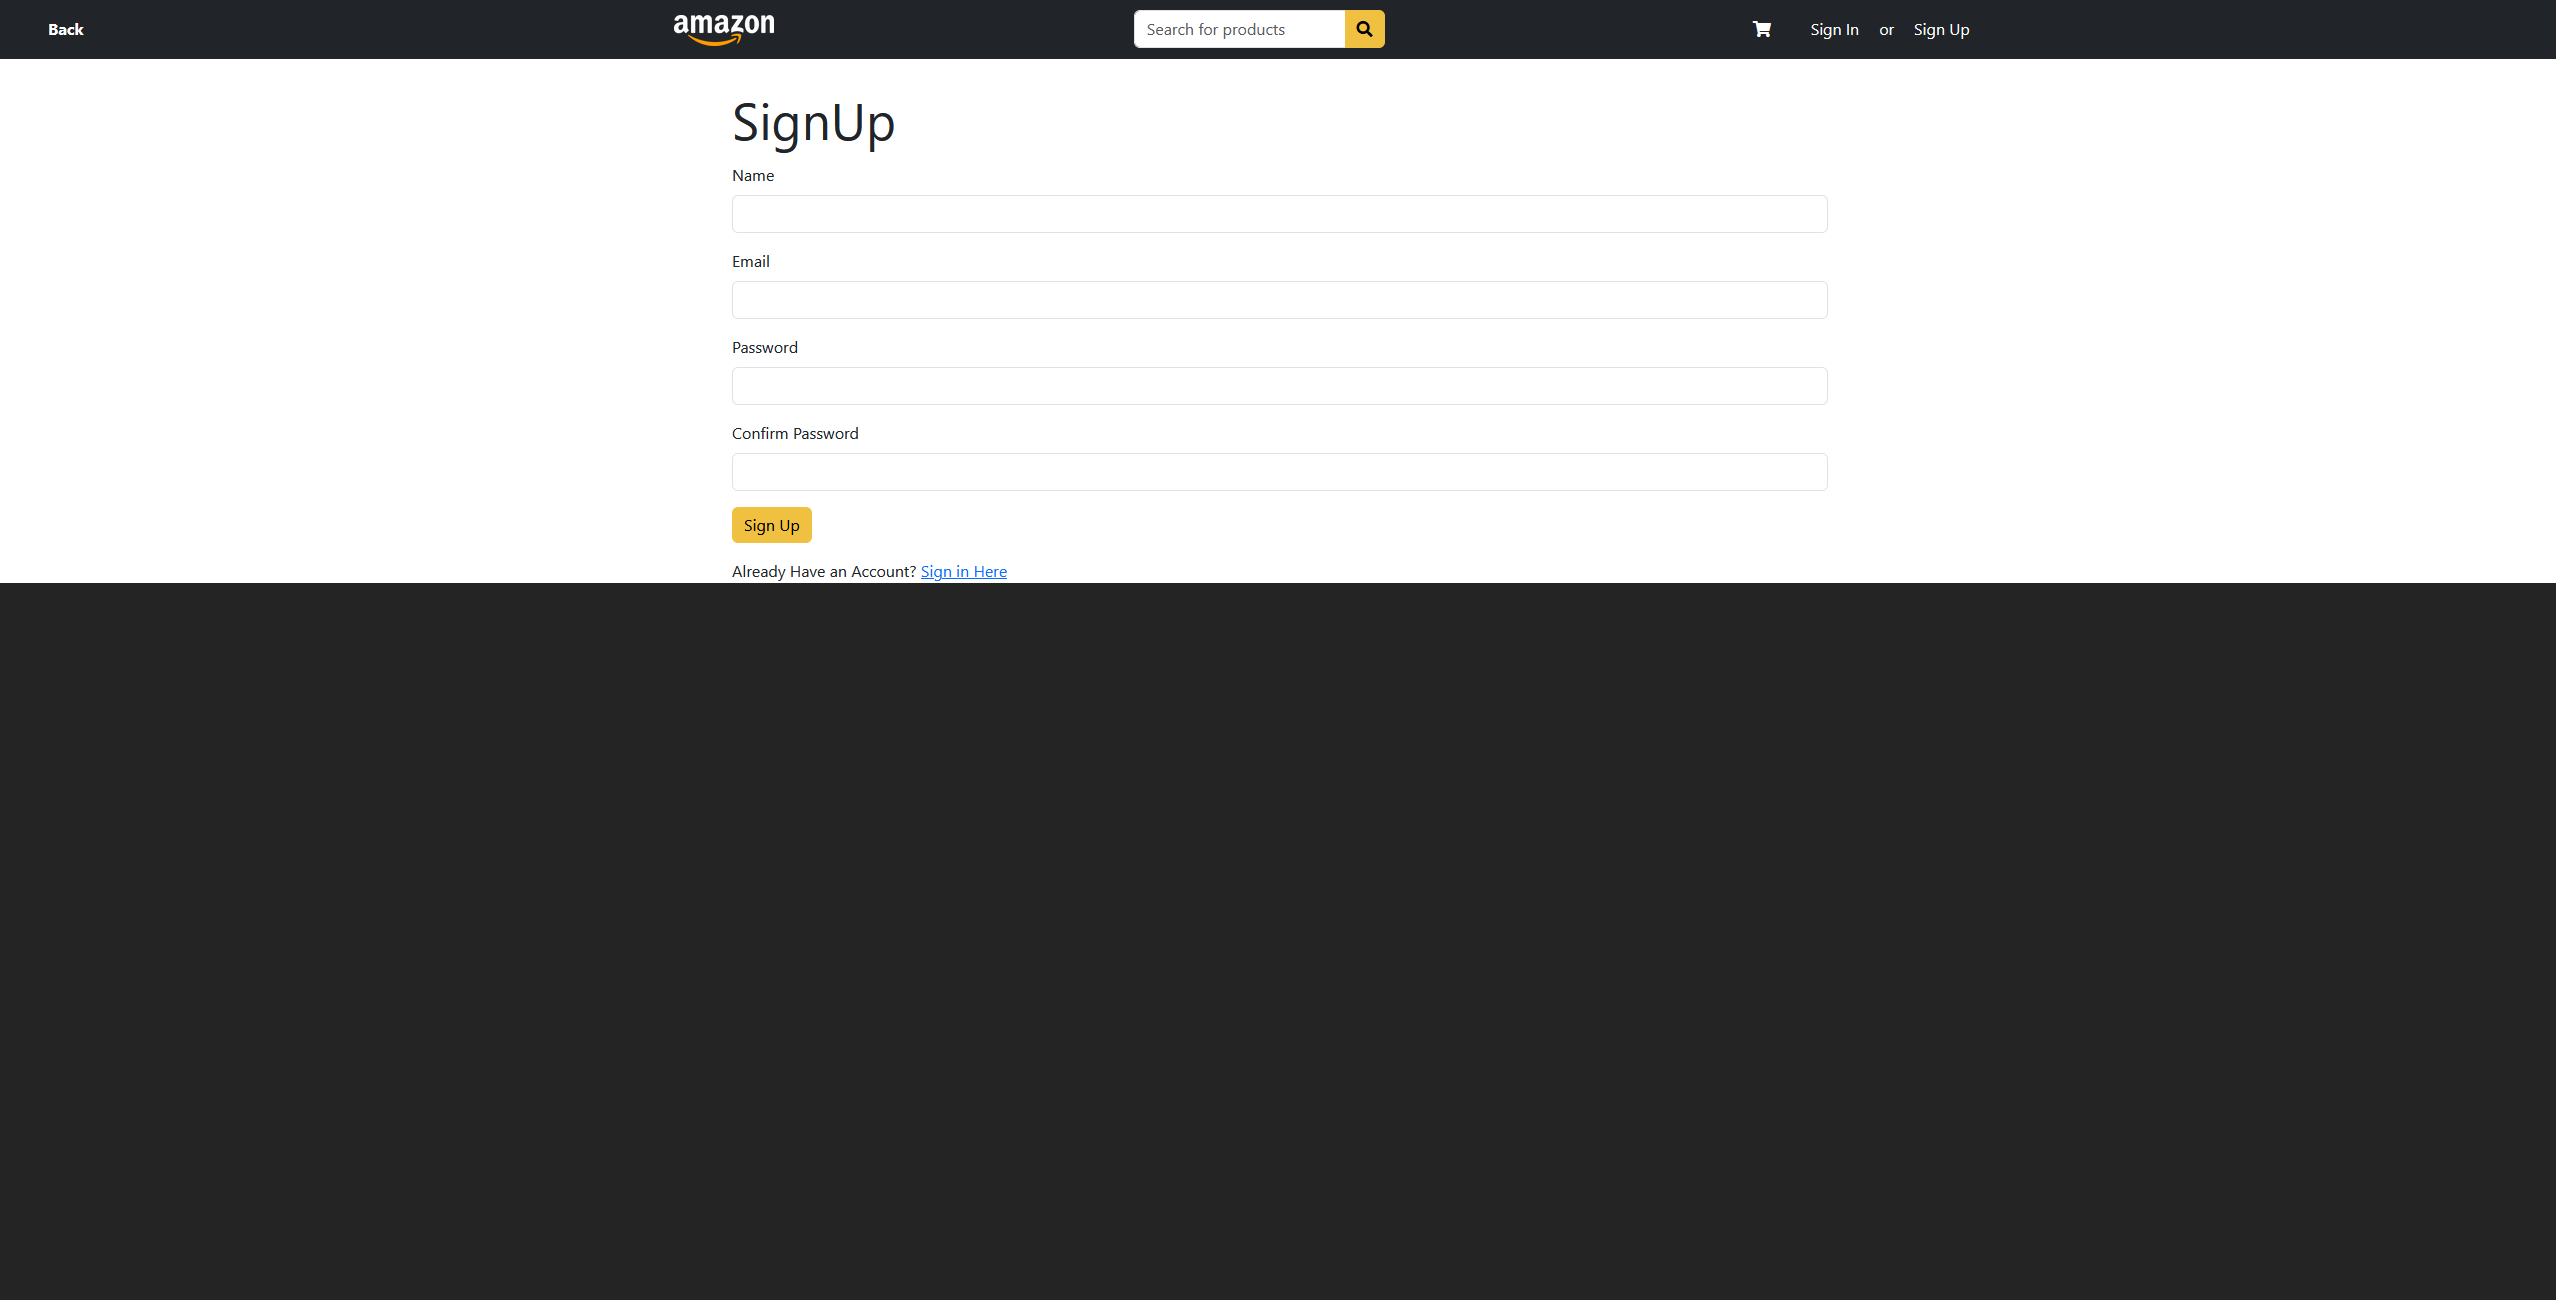 Back
amazon
Search for products
Sign In or Sign Up
SignUp
Name
Email
Password
Confirm Password
Sign Up
Already Have an Account? Sign in Here